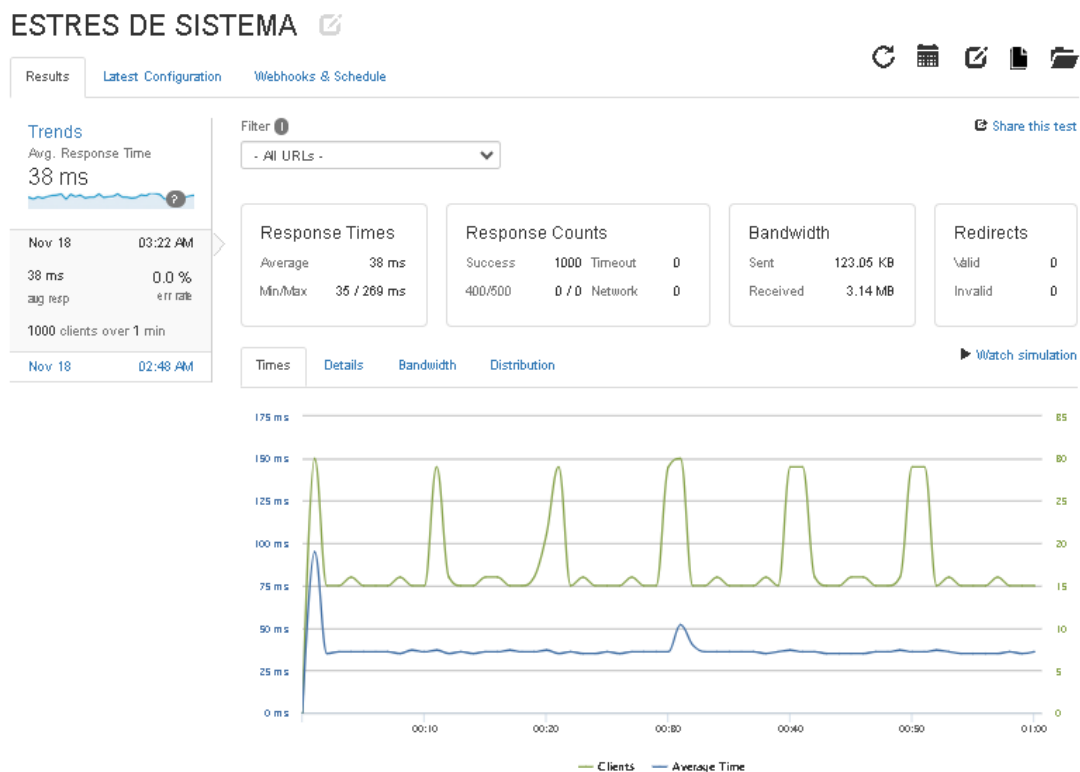 ESTRES DE SISTEMA
Results Latest Configuration Webhooks & Schedule
Trends
Avg. Response Time
38 ms
?
Nov 18 03:22 AM
38 ms 0.0 %
avg resp err rate
1000 clients over 1 min
Nov 18 02:48 AM
Filter i
- All URLs -
Share this test
Response Times
Average 38 ms
Min/Max 35 / 269 ms
Response Counts
Success 1000 Timeout 0
400/500 0 / 0 Network 0
Bandwidth
Sent 123.05 KB
Received 3.14 MB
Redirects
Valid 0
Invalid 0
Times Details Bandwidth Distribution
Watch simulation
175 ms 35
150 ms 30
125 ms 25
100 ms 20
75 ms 15
50 ms 10
25 ms 5
0 ms 0
00:10 00:20 00:30 00:40 00:50 01:00
Clients Average Time